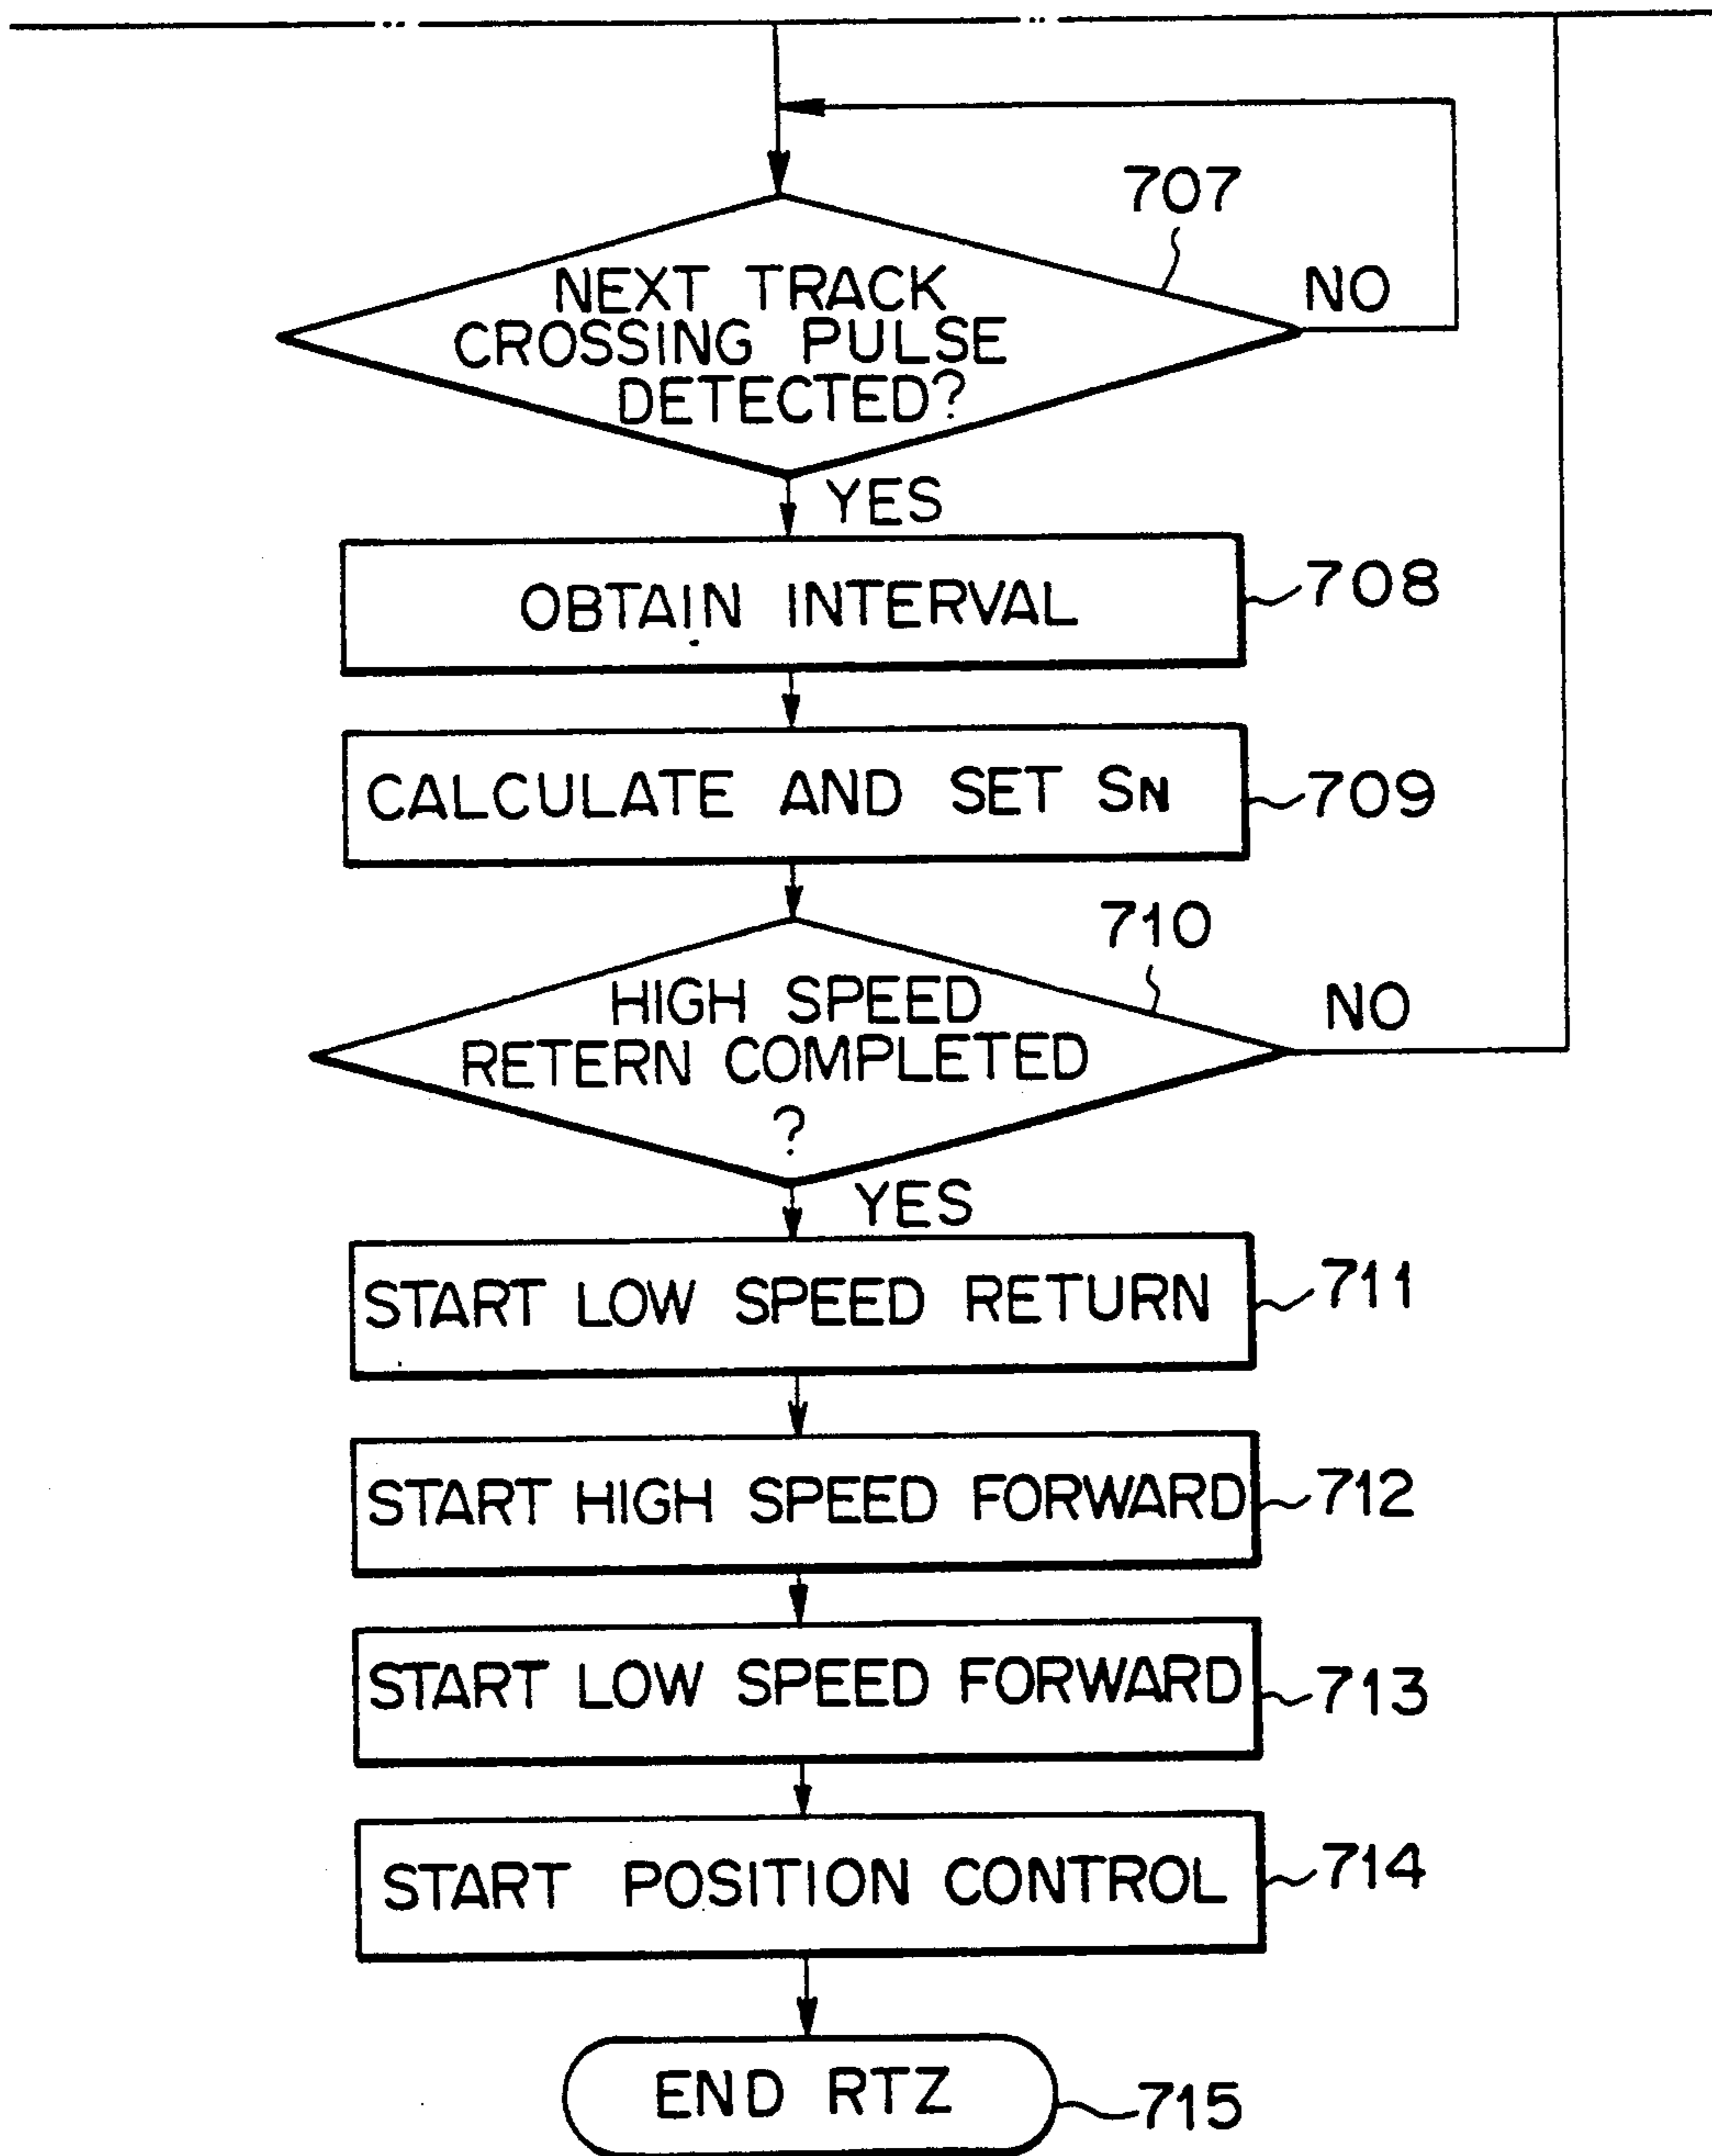 707
NEXT TRACK
NO
CROSSING PULSE
DETECTED?
YES
OBTAIN INTERVAL
708
CALCULATE AND SET SN
709
710
HIGH SPEED
NO
RETERN COMPLETED
?
YES
START LOW SPEED RETURN
711
START HIGH SPEED FORWARD
712
START LOW SPEED FORWARD
713
START POSITION CONTROL
714
END RTZ
715